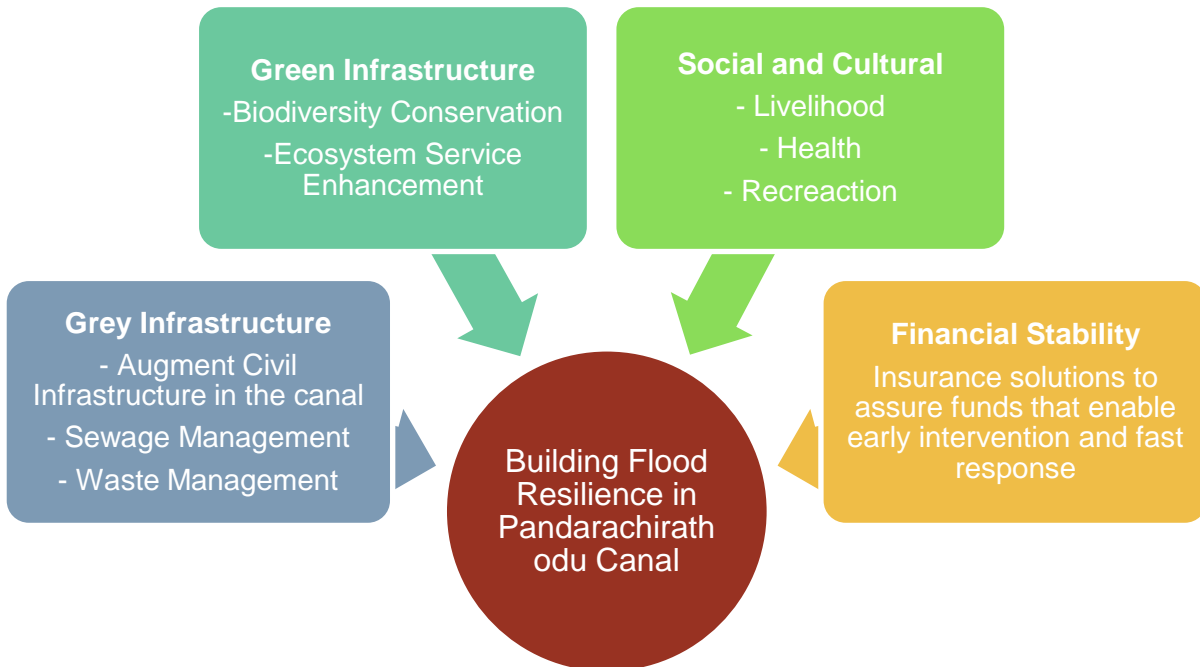 Green Infrastructure
-Biodiversity Conservation
-Ecosystem Service
Enhancement
Social and Cultural
- Livelihood
- Health
- Recreaction
Grey Infrastructure
- Augment Civil
Infrastructure in the canal
- Sewage Management
- Waste Management
Financial Stability
Insurance solutions to
assure funds that enable
early intervention and fast
response
Building Flood
Resilience in
Pandarachirath
odu Canal